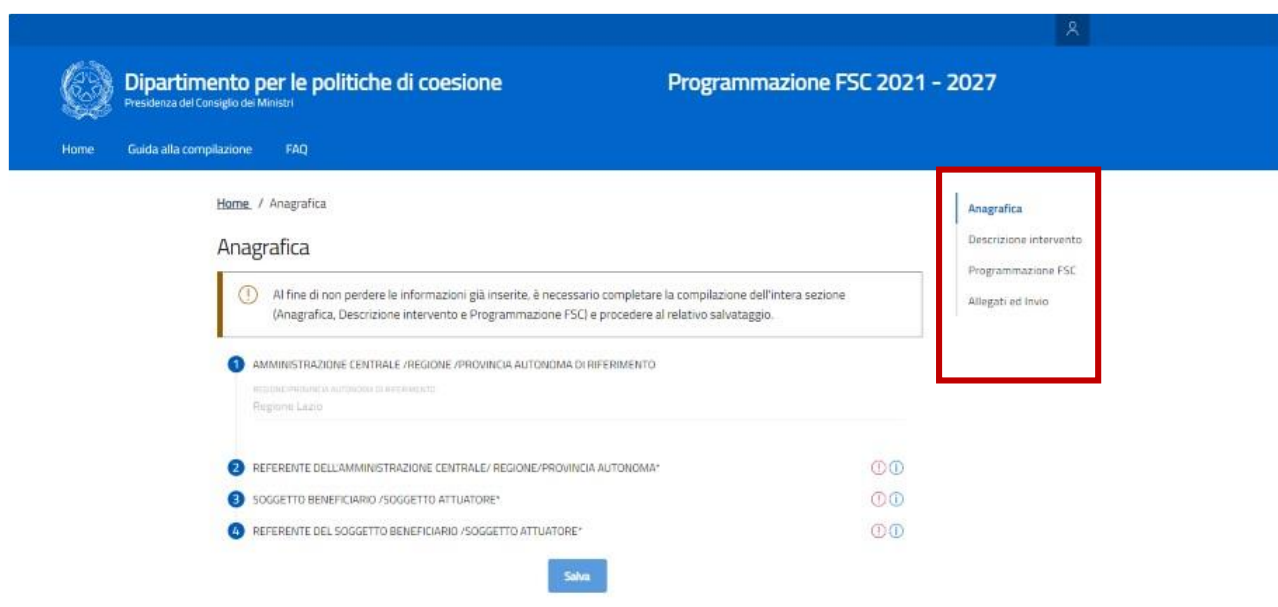 Dipartimento per le politiche di coesione
Presidenza del Consiglio dei Ministri
Programmazione FSC 2021 - 2027
Home
Guida alla compilazione
FAQ
Home / Anagrafica
Anagrafica
Al fine di non perdere le informazioni già inserite, è necessario completare la compilazione dell'intera sezione
(Anagrafica, Descrizione intervento e Programmazione FSC) e procedere al relativo salvataggio.
1 AMMINISTRAZIONE CENTRALE /REGIONE /PROVINCIA AUTONOMA DI RIFERIMENTO
REGIONE/PROVINCIA AUTONOMA DI RIFERIMENTO
Regione Lazio
2 REFERENTE DELL'AMMINISTRAZIONE CENTRALE/ REGIONE/PROVINCIA AUTONOMA*
3 SOGGETTO BENEFICIARIO /SOGGETTO ATTUATORE*
4 REFERENTE DEL SOGGETTO BENEFICIARIO /SOGGETTO ATTUATORE*
Salva
Anagrafica
Descrizione intervento
Programmazione FSC
Allegati ed Invio